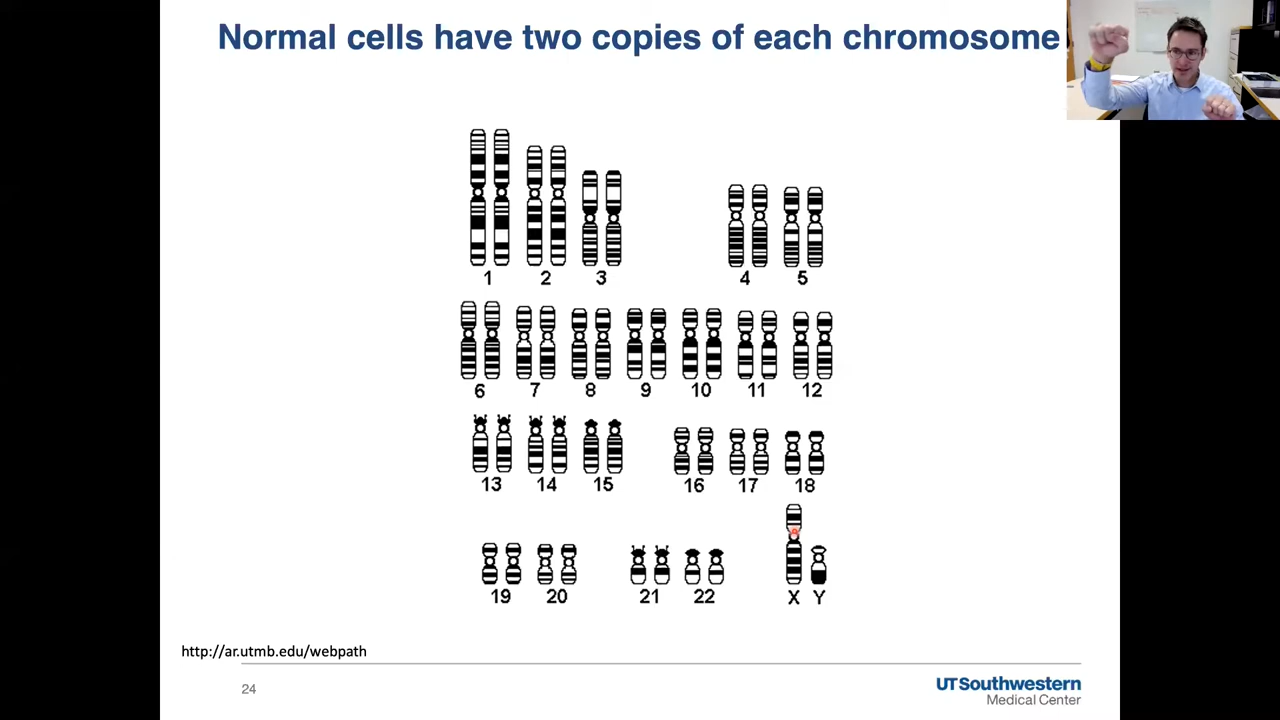 Normal cells have two copies of each chromosome
1 2 3 4 5
6 7 8 9 10 11 12
13 14 15 16 17 18
19 20 21 22 X Y
http://ar.utmb.edu/webpath
24
UT Southwestern
Medical Center